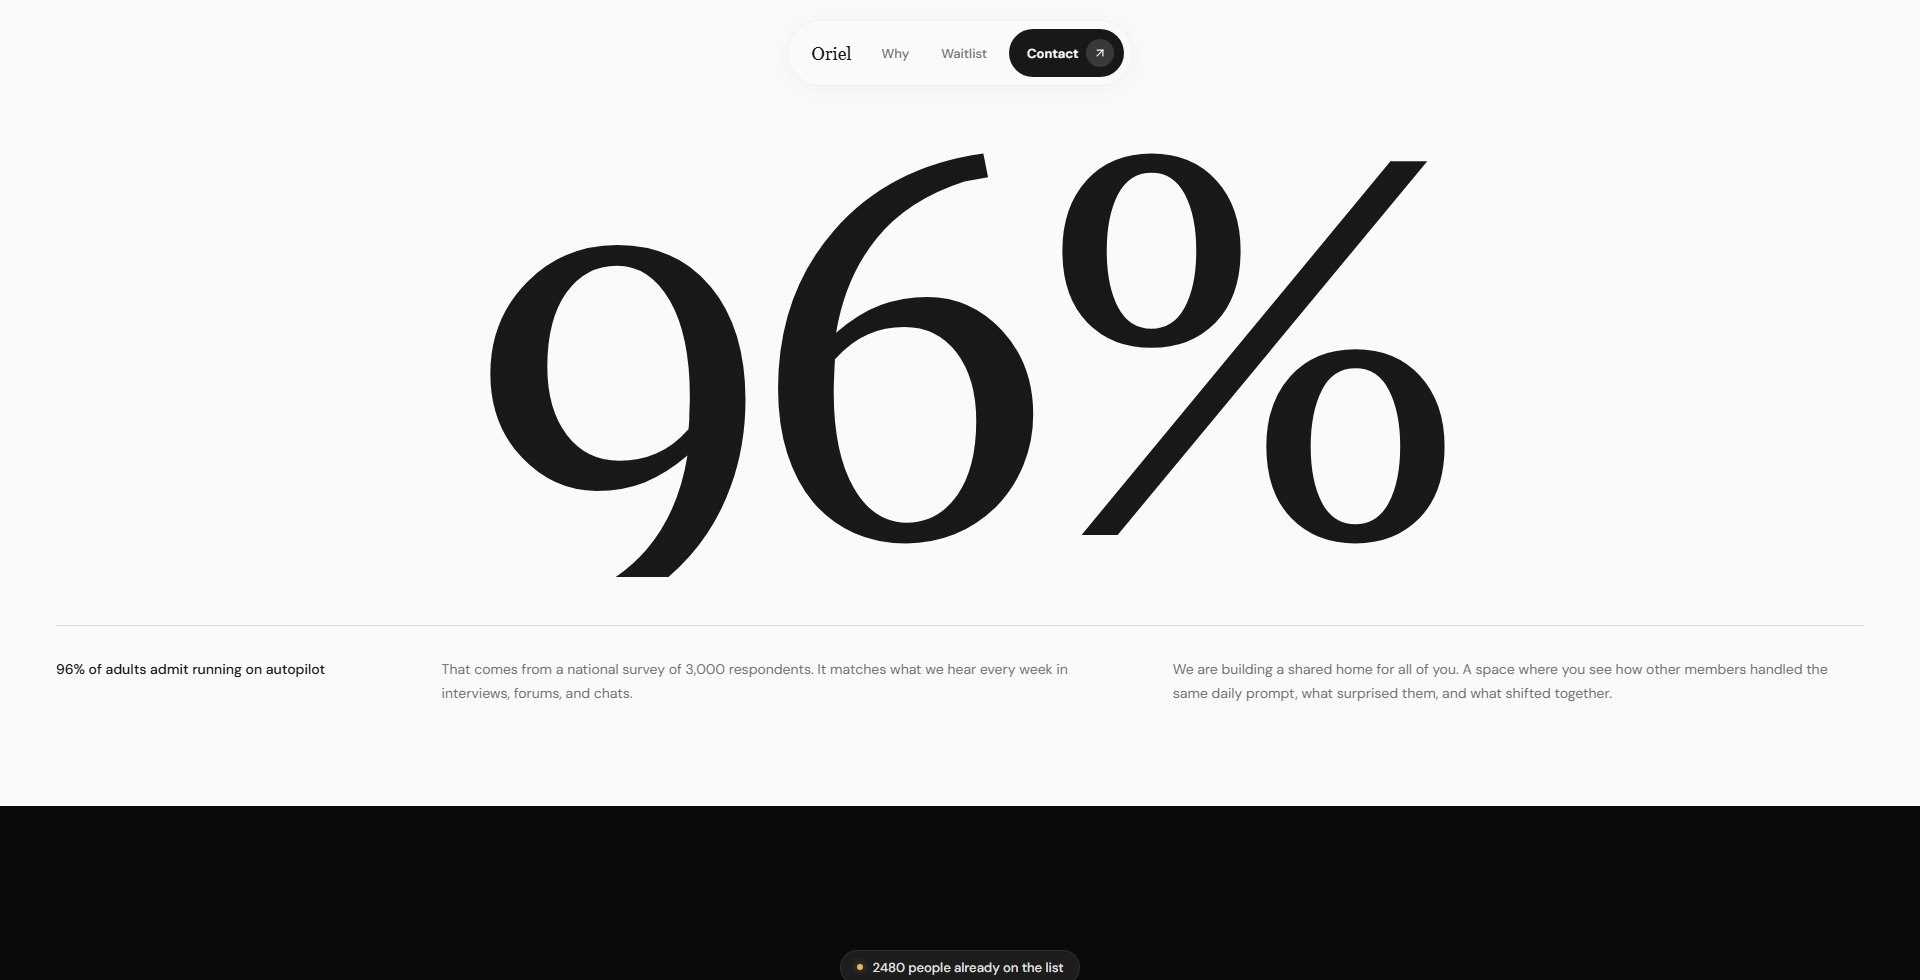 Oriel Why Waitlist Contact
96%
96% of adults admit running on autopilot
That comes from a national survey of 3,000 respondents. It matches what we hear every week in
interviews, forums, and chats.
We are building a shared home for all of you. A space where you see how other members handled the
same daily prompt, what surprised them, and what shifted together.
2480 people already on the list